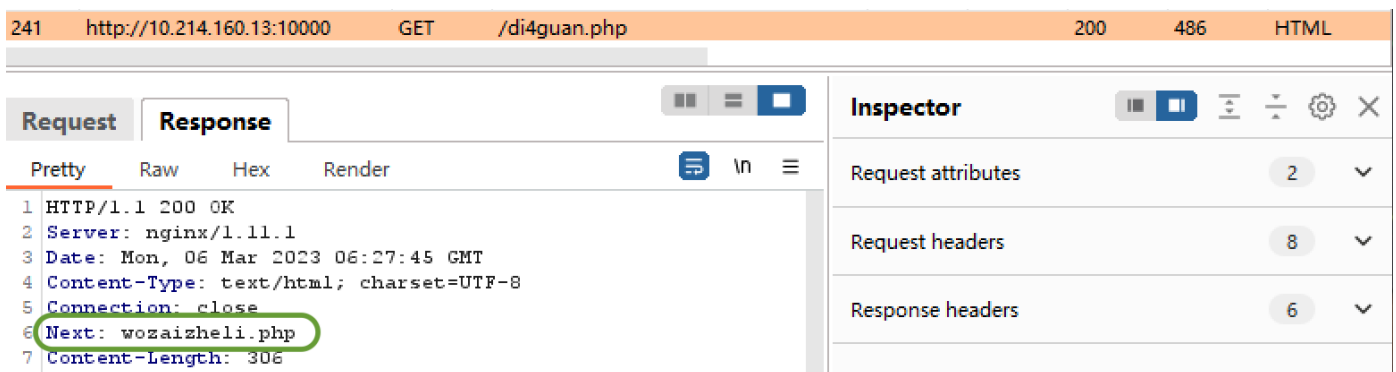 241 http://10.214.160.13:10000 GET /di4guan.php 200 486 HTML
Request Response
Pretty Raw Hex Render \n
1 HTTP/1.1 200 OK
2 Server: nginx/1.11.1
3 Date: Mon, 06 Mar 2023 06:27:45 GMT
4 Content-Type: text/html; charset=UTF-8
5 Connection: close
6 Next: wozaizheli.php
7 Content-Length: 306
Inspector
Request attributes 2
Request headers 8
Response headers 6